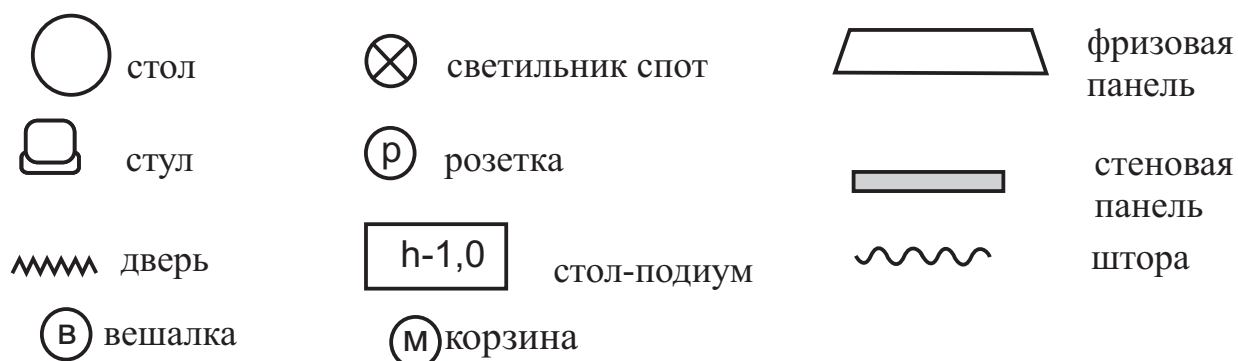 стол
светильник спот
фризовая
панель
стул
р розетка
стеновая
панель
дверь
h-1,0 стол-подиум
штора
в вешалка
м корзина